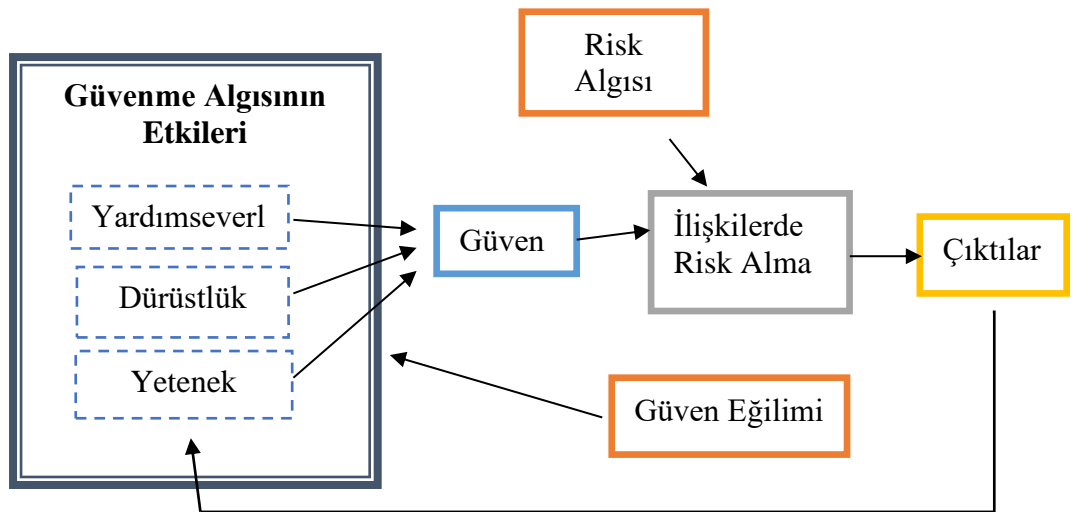 Güvenme Algısının
Etkileri
Yardımseverl
Dürüstlük
Yetenek
Güven
Risk
Algısı
İlişkilerde
Risk Alma
Çıktılar
Güven Eğilimi